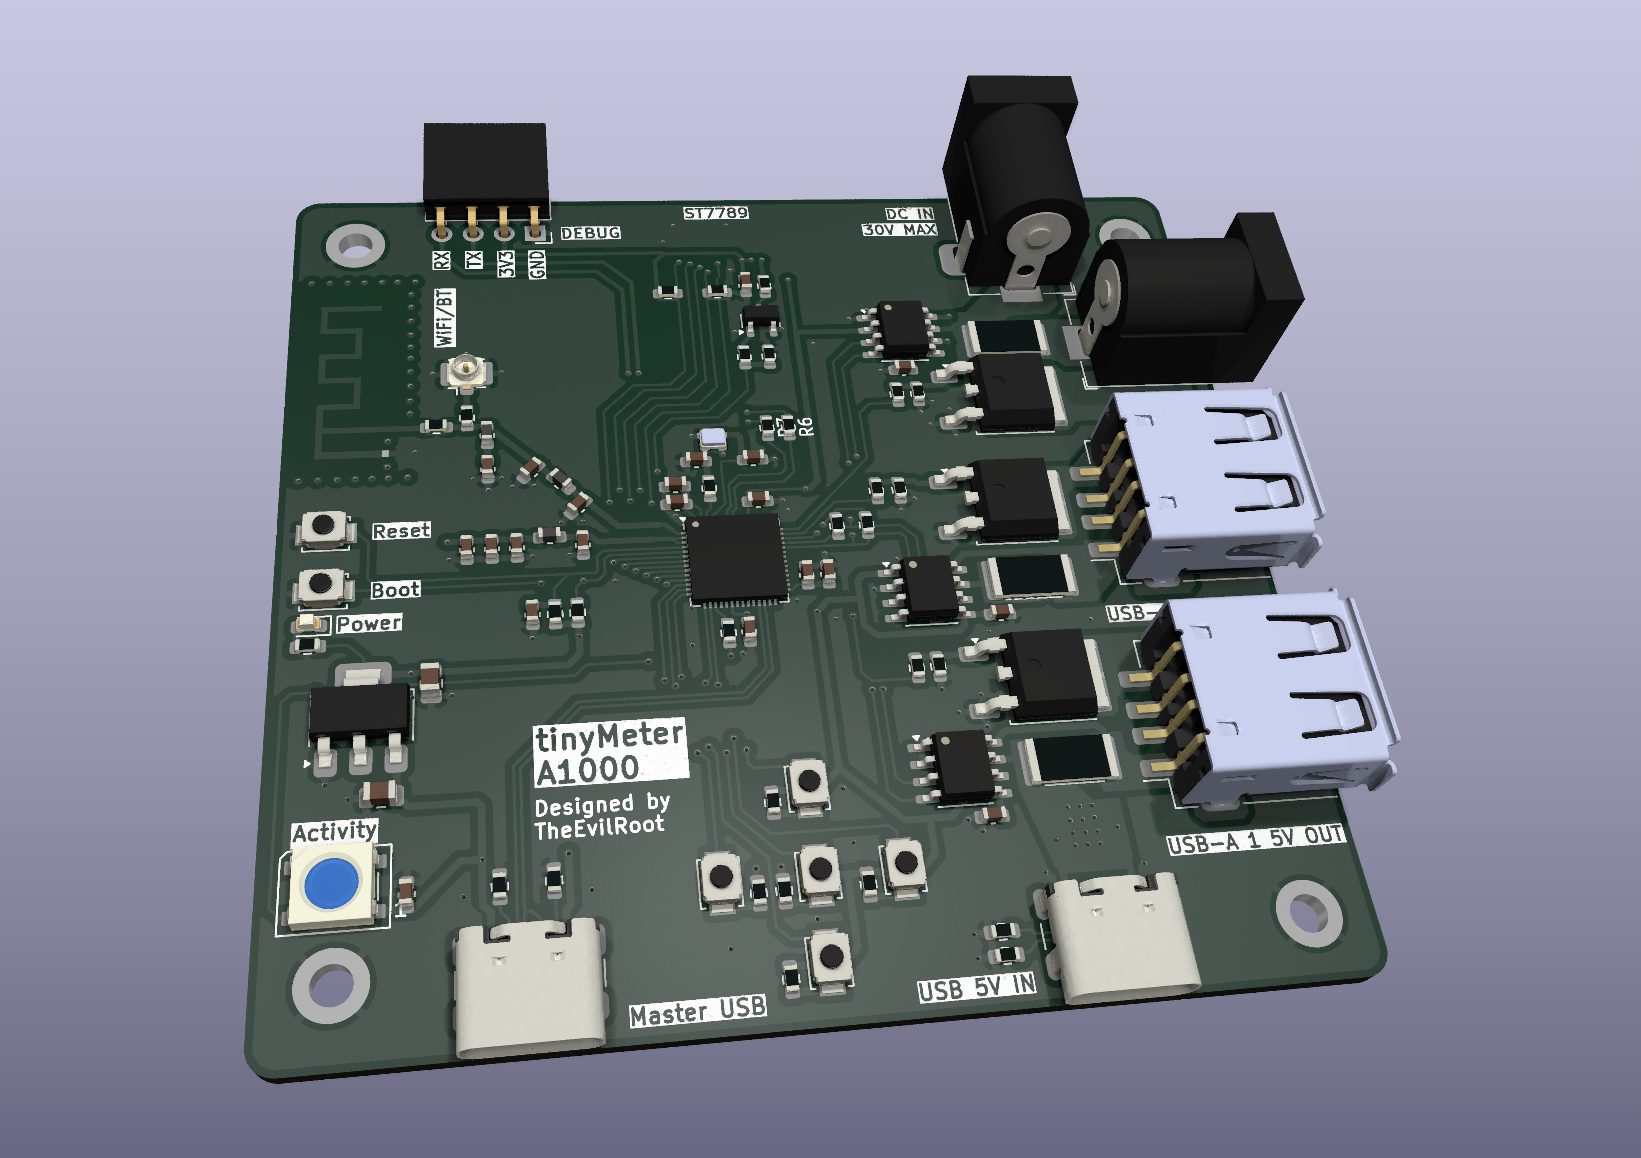 ST7789
DC IN
30V MAX
DEBUG
RX
TX
3V3
GND
WiFi/BT
R6
Reset
Boot
Power
USB-
tinyMeter
A1000
Designed by
TheEvilRoot
Activity
USB-A 1 5V OUT
USB 5V IN
Master USB